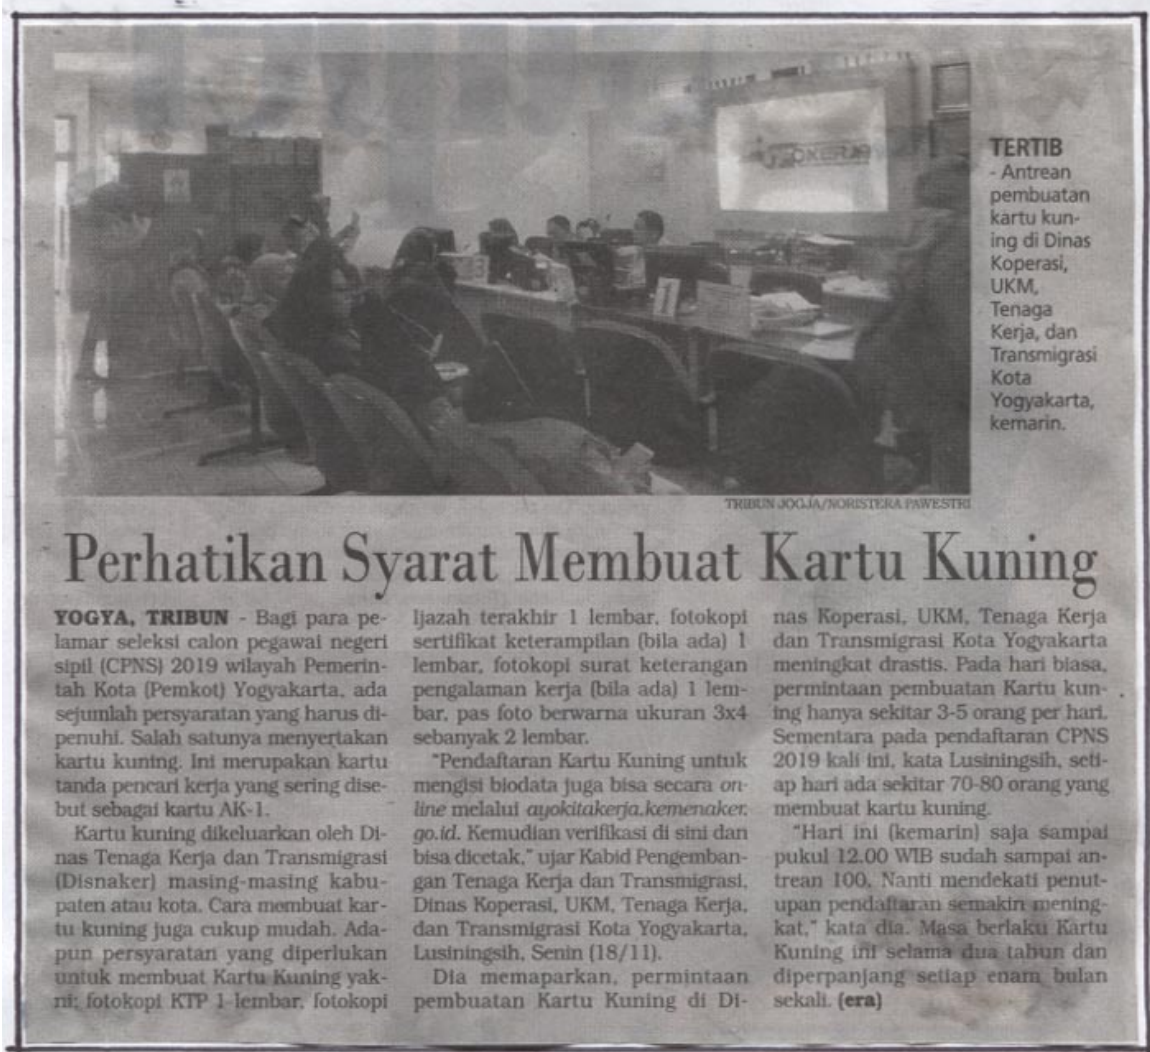 TERTIB
- Antrean
pembuatan
kartu kun-
ing di Dinas
Koperasi,
UKM,
Tenaga
Kerja, dan
Transmigrasi
Kota
Yogyakarta,
kemarin.
TRIBUN JOGJA/NORISTERA PAWESTRI
Perhatikan Syarat Membuat Kartu Kuning
YOGYA, TRIBUN - Bagi para pe-
lamar seleksi calon pegawai negeri
sipil (CPNS) 2019 wilayah Pemerin-
tah Kota (Pemkot) Yogyakarta, ada
sejumlah persyaratan yang harus di-
penuhi. Salah satunya menyertakan
kartu kuning. Ini merupakan kartu
tanda pencari kerja yang sering dise-
but sebagai kartu AK-1.
Kartu kuning dikeluarkan oleh Di-
nas Tenaga Kerja dan Transmigrasi
(Disnaker) masing-masing kabu-
paten atau kota. Cara membuat kar-
tu kuning juga cukup mudah. Ada-
pun persyaratan yang diperlukan
untuk membuat Kartu Kuning yak-
ni; fotokopi KTP 1 lembar, fotokopi
Ijazah terakhir 1 lembar, fotokopi
sertifikat keterampilan (bila ada) 1
lembar, fotokopi surat keterangan
pengalaman kerja (bila ada) 1 lem-
bar, pas foto berwarna ukuran 3x4
sebanyak 2 lembar.
"Pendaftaran Kartu Kuning untuk
mengisi biodata juga bisa secara on-
line melalui ayokitakerja.kemenaker.
go.id. Kemudian verifikasi di sini dan
bisa dicetak," ujar Kabid Pengemban-
gan Tenaga Kerja dan Transmigrasi,
Dinas Koperasi, UKM, Tenaga Kerja,
dan Transmigrasi Kota Yogyakarta,
Lusiningsih, Senin (18/11).
Dia memaparkan, permintaan
pembuatan Kartu Kuning di Di-
nas Koperasi, UKM, Tenaga Kerja
dan Transmigrasi Kota Yogyakarta
meningkat drastis. Pada hari biasa,
permintaan pembuatan Kartu kun-
ing hanya sekitar 3-5 orang per hari.
Sementara pada pendaftaran CPNS
2019 kali ini, kata Lusiningsih, seti-
ap hari ada sekitar 70-80 orang yang
membuat kartu kuning.
"Hari ini (kemarin) saja sampai
pukul 12.00 WIB sudah sampai an-
trean 100. Nanti mendekati penut-
upan pendaftaran semakin mening-
kat," kata dia. Masa berlaku Kartu
Kuning ini selama dua tahun dan
diperpanjang setiap enam bulan
sekali. (era)